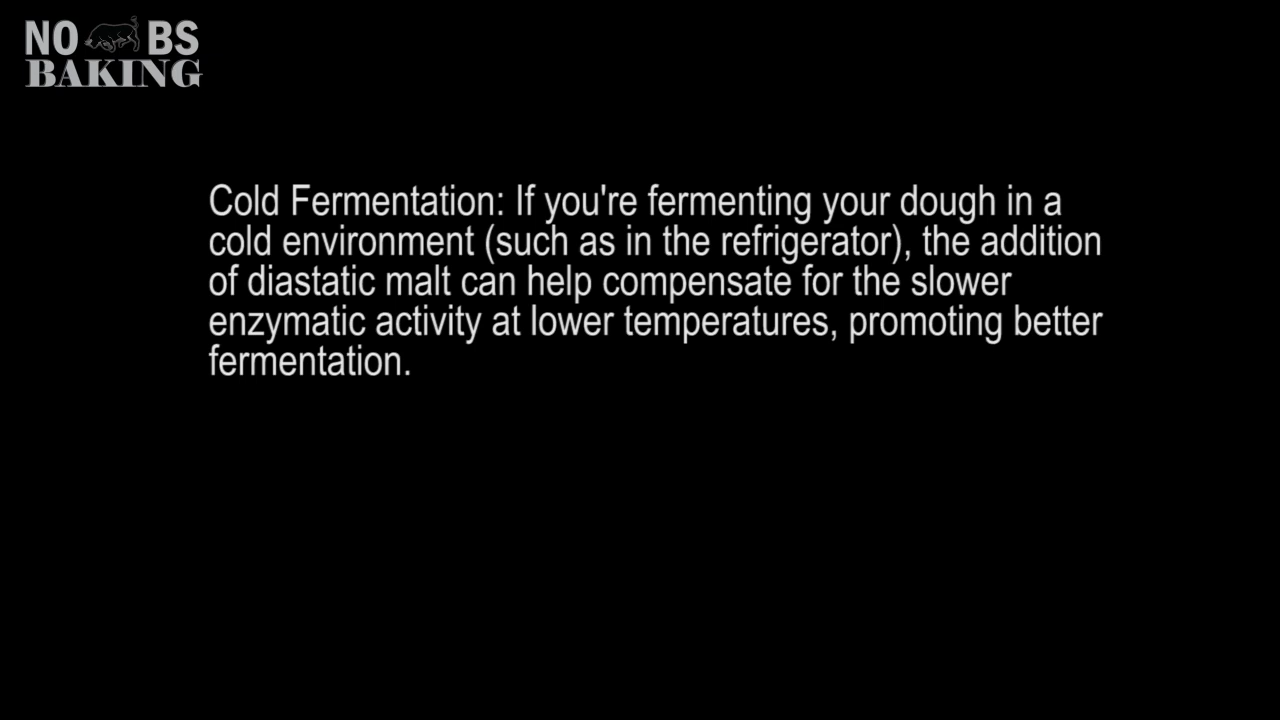 NO BS
BAKING
Cold Fermentation: If you're fermenting your dough in a
cold environment (such as in the refrigerator), the addition
of diastatic malt can help compensate for the slower
enzymatic activity at lower temperatures, promoting better
fermentation.